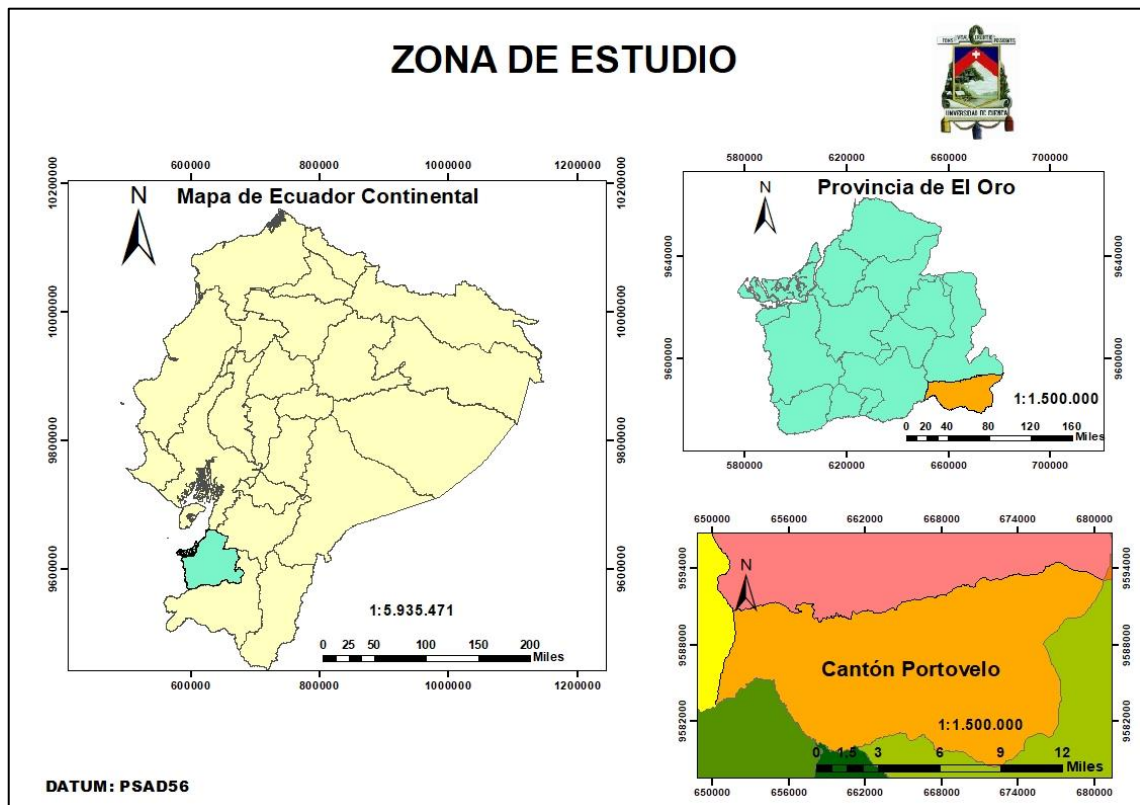 ZONA DE ESTUDIO
UNIVERSIDAD DE CUENCA
600000 800000 1000000 1200000
Mapa de Ecuador Continental
N
10200000
10000000
9800000
9600000
10200000
10000000
9800000
9600000
1:5.935.471
0 25 50 100 150 200
Miles
600000 800000 1000000 1200000
580000 620000 660000 700000
Provincia de El Oro
N
9640000
9600000
9640000
9600000
1:1.500.000
0 20 40 80 120 160
Miles
580000 620000 660000 700000
650000 656000 662000 668000 674000 680000
N
9594000
9588000
9582000
9594000
9588000
9582000
Cantón Portovelo
1:1.500.000
0 1,5 3 6 9 12
Miles
650000 656000 662000 668000 674000 680000
DATUM: PSAD56